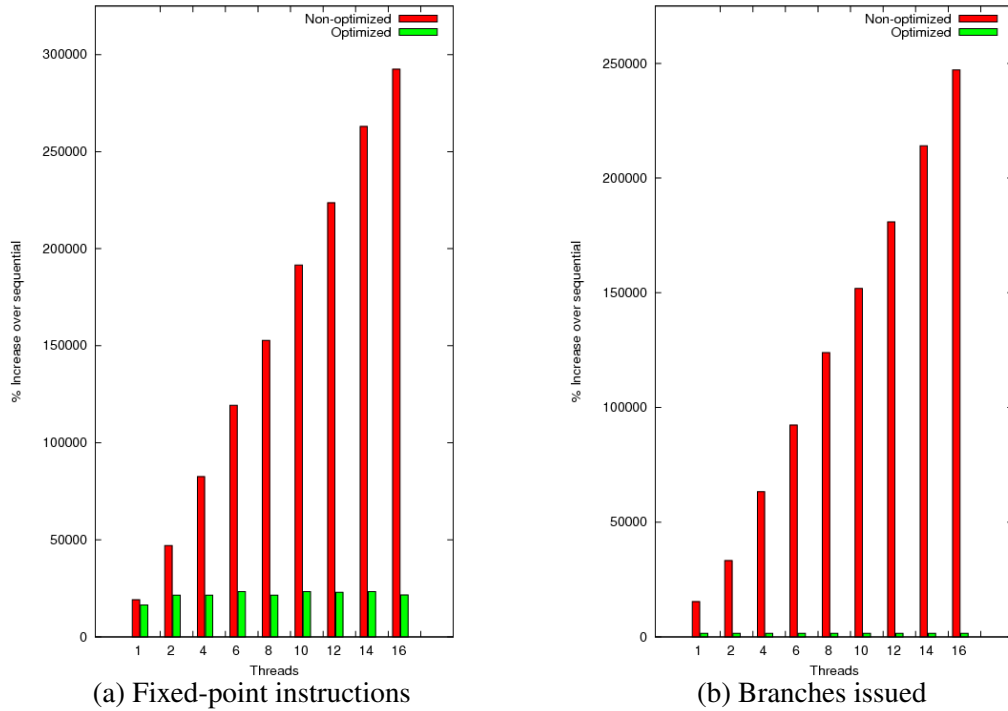 Non-optimized
Optimized
300000
250000
200000
150000
100000
50000
0
% Increase over sequential
1 2 4 6 8 10 12 14 16
Threads
(a) Fixed-point instructions
Non-optimized
Optimized
250000
200000
150000
100000
50000
0
% Increase over sequential
1 2 4 6 8 10 12 14 16
Threads
(b) Branches issued